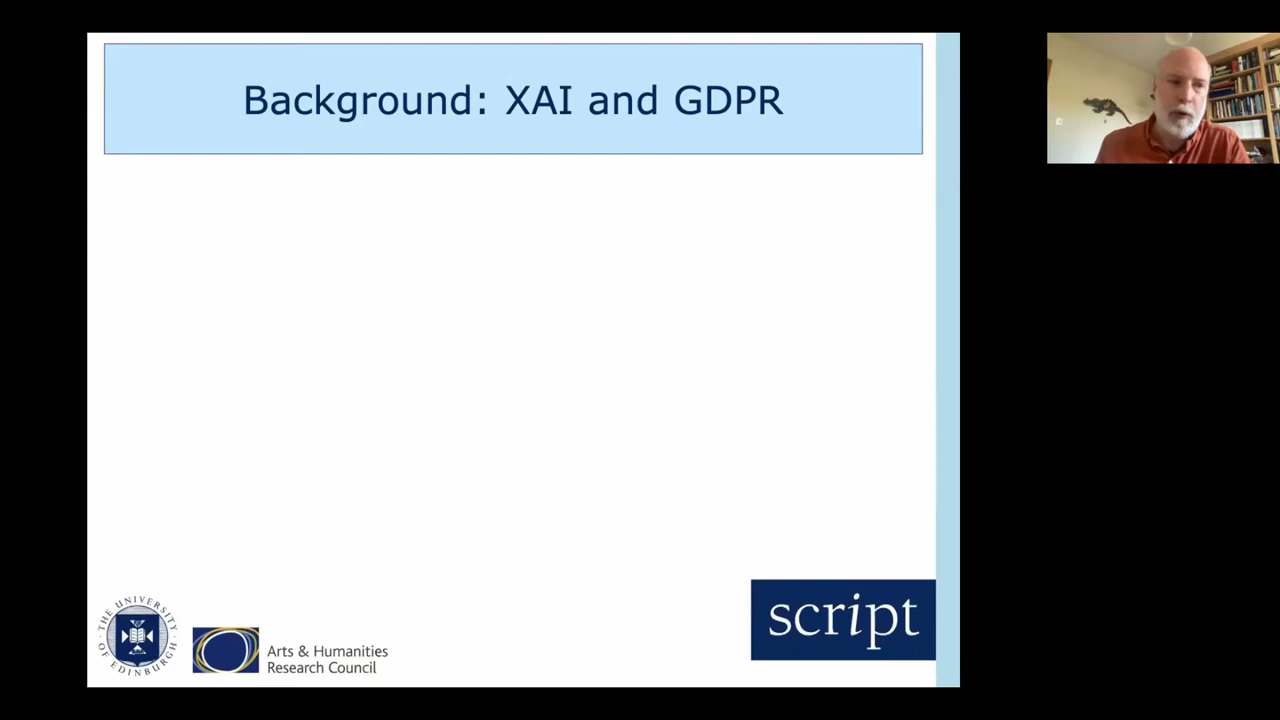 Background: XAI and GDPR
THE UNIVERSITY OF EDINBURGH
Arts & Humanities
Research Council
script